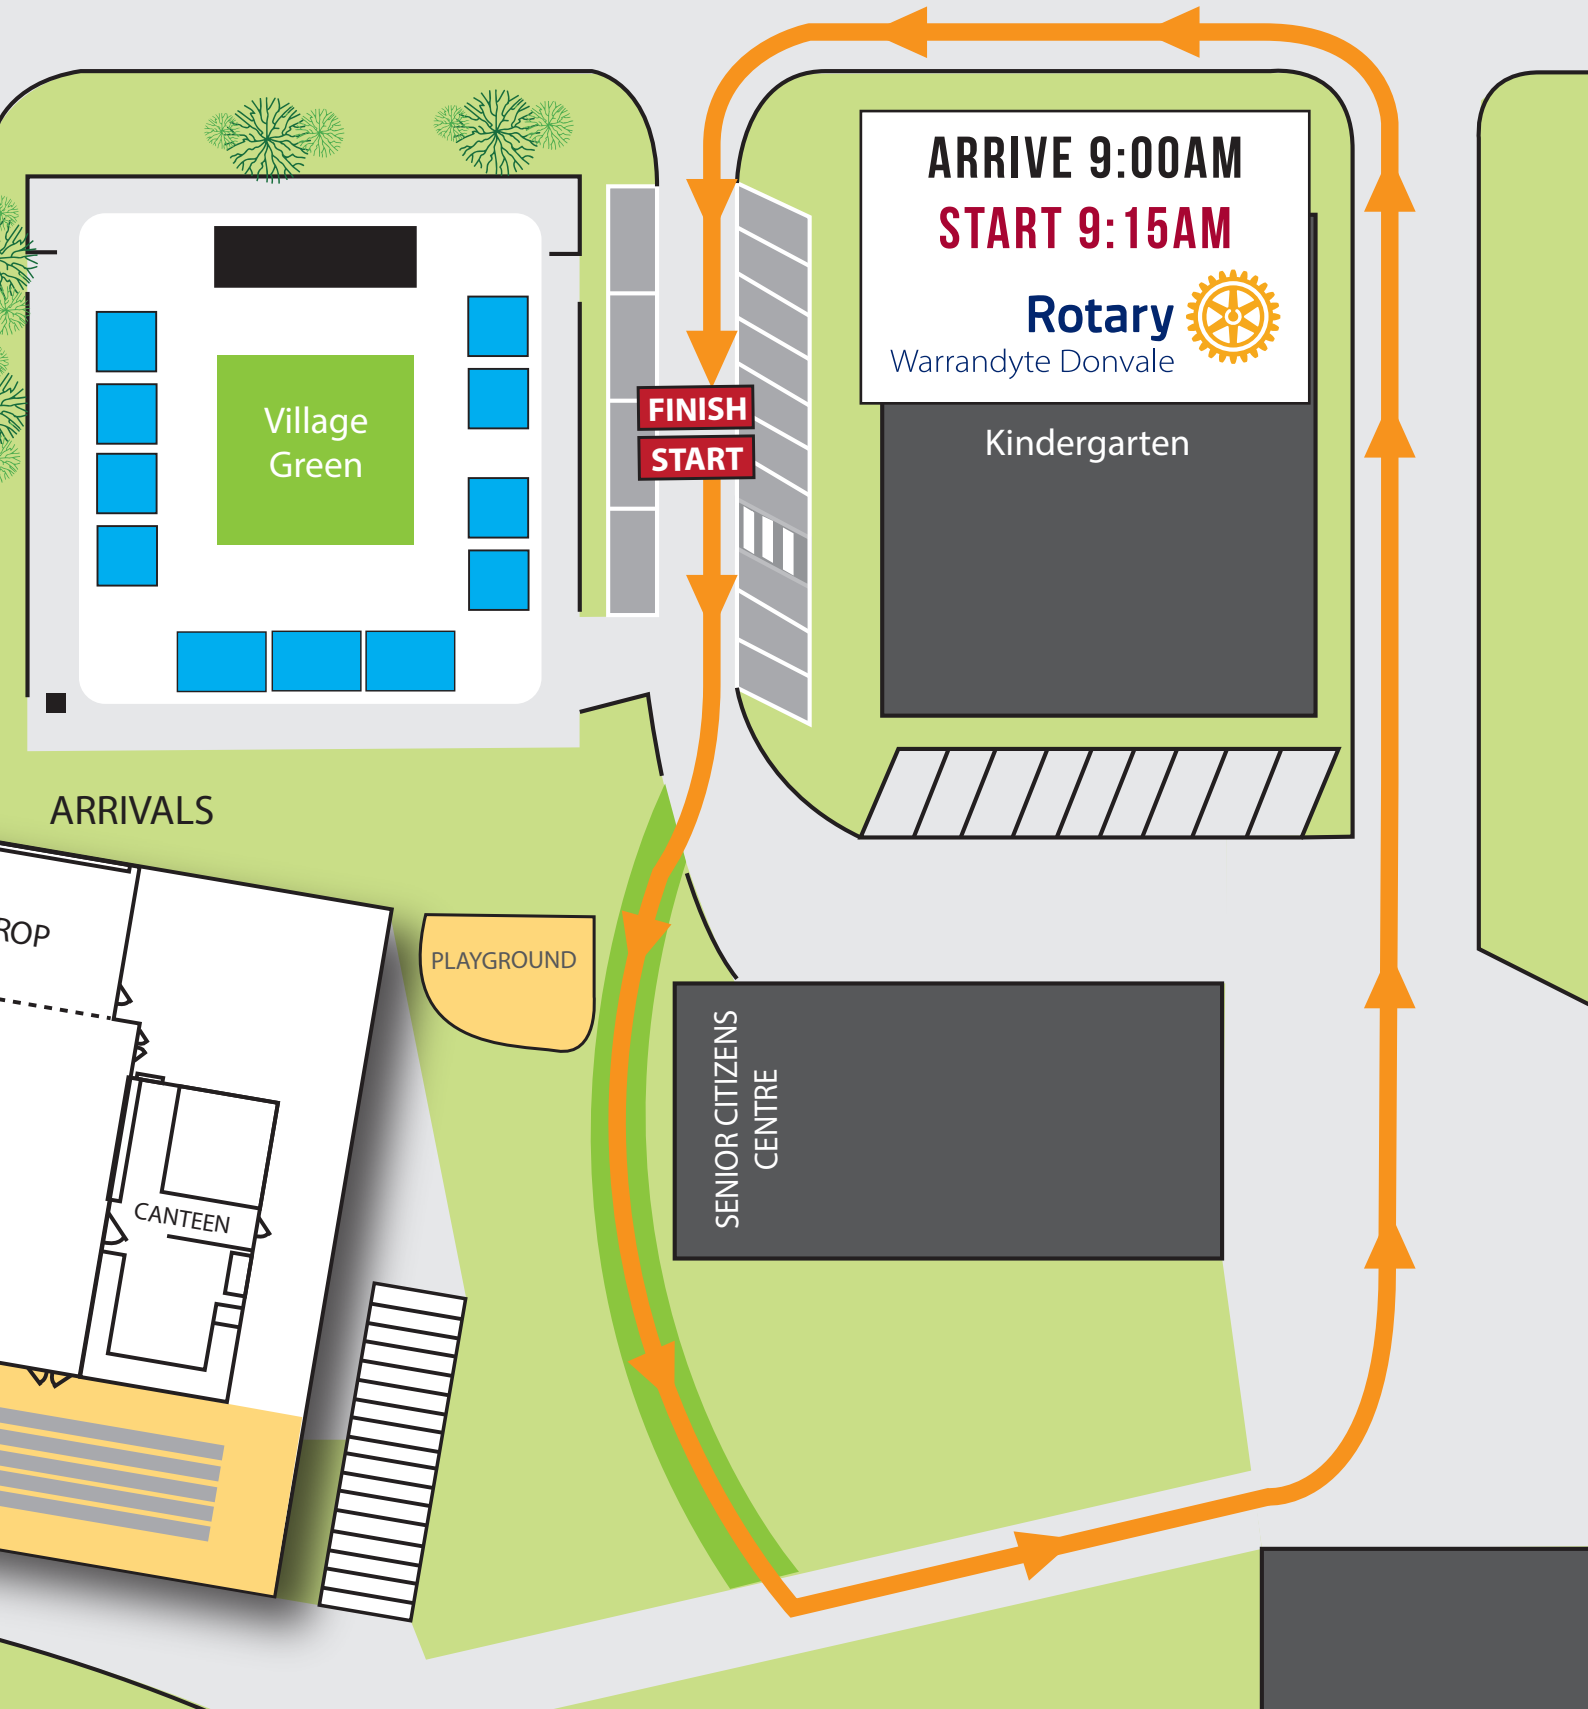 ARRIVE 9:00AM
START 9:15AM
Rotary
Warrandyte Donvale
FINISH
START
Village
Green
Kindergarten
ARRIVALS
ROP
PLAYGROUND
SENIOR CITIZENS
CENTRE
CANTEEN